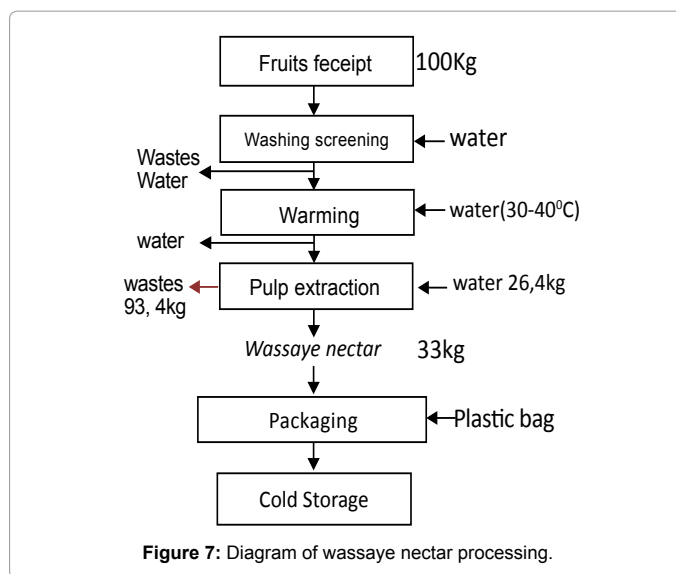 Fruits feceipt 100Kg
Washing screening water
Wastes
Water
Warming water(30-40⁰C)
water
wastes
93, 4kg
Pulp extraction water 26,4kg
Wassaye nectar 33kg
Packaging Plastic bag
Cold Storage
Figure 7: Diagram of wassaye nectar processing.